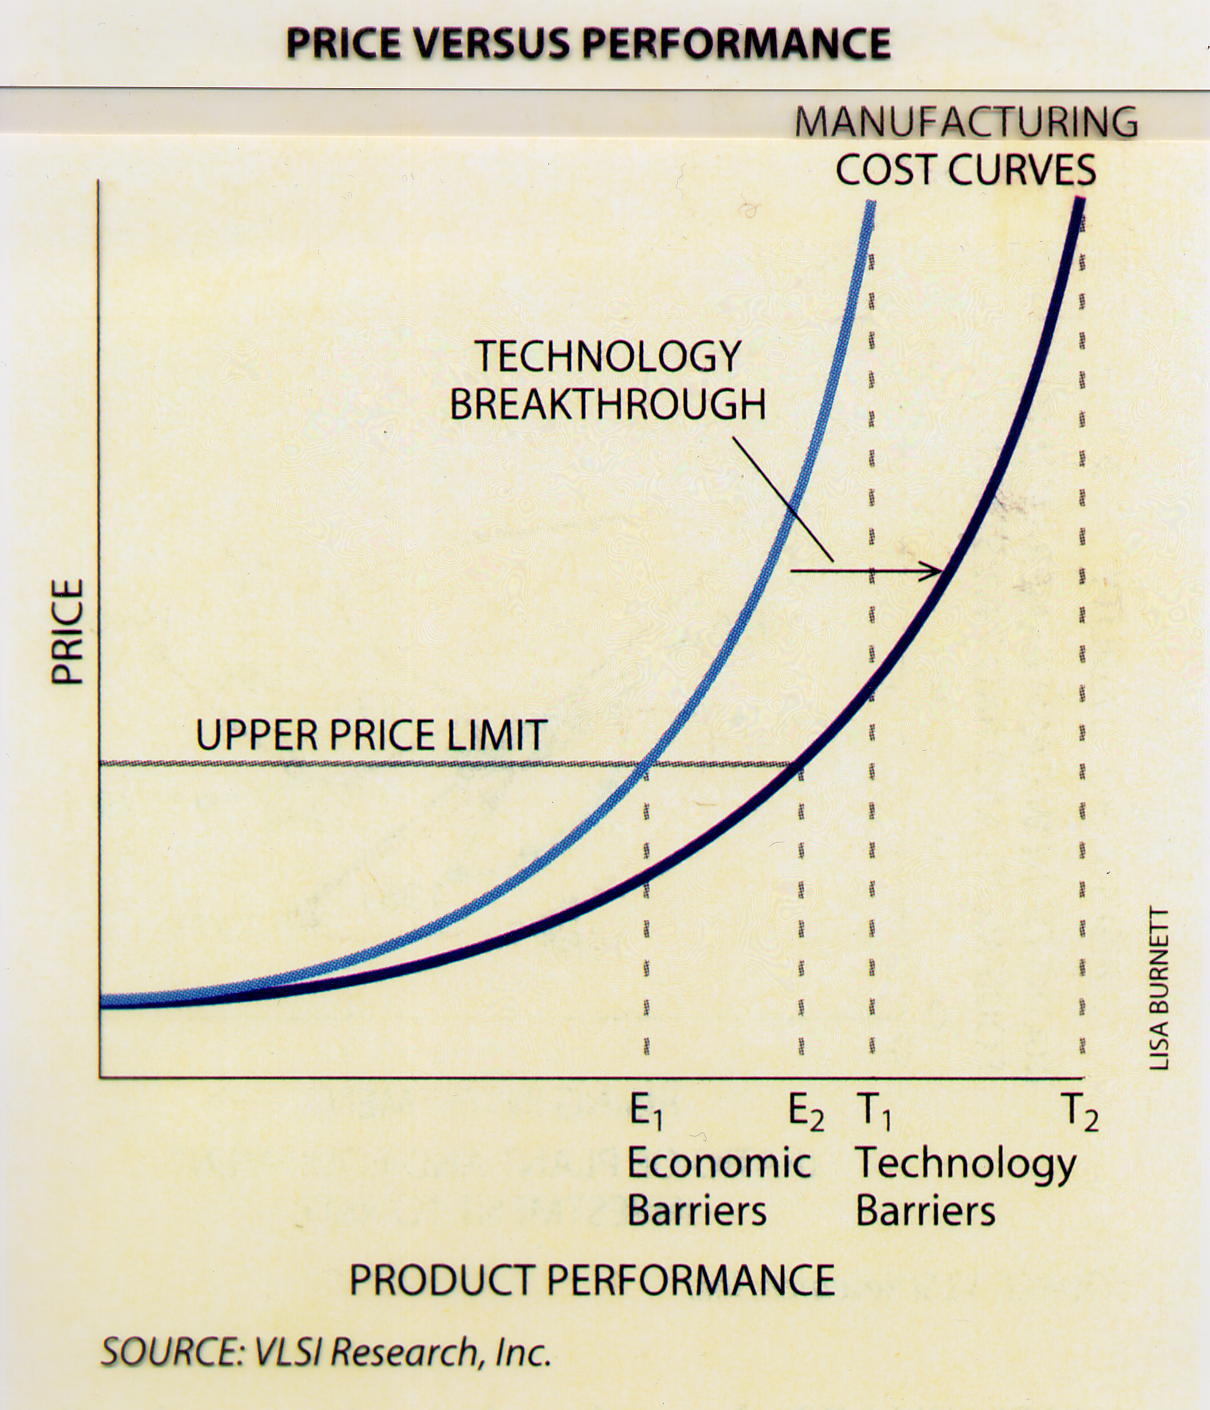 PRICE VERSUS PERFORMANCE
MANUFACTURING
COST CURVES
TECHNOLOGY
BREAKTHROUGH
PRICE
UPPER PRICE LIMIT
LISA BURNETT
E₁ E₂ T₁ T₂
Economic Technology
Barriers Barriers
PRODUCT PERFORMANCE
SOURCE: VLSI Research, Inc.